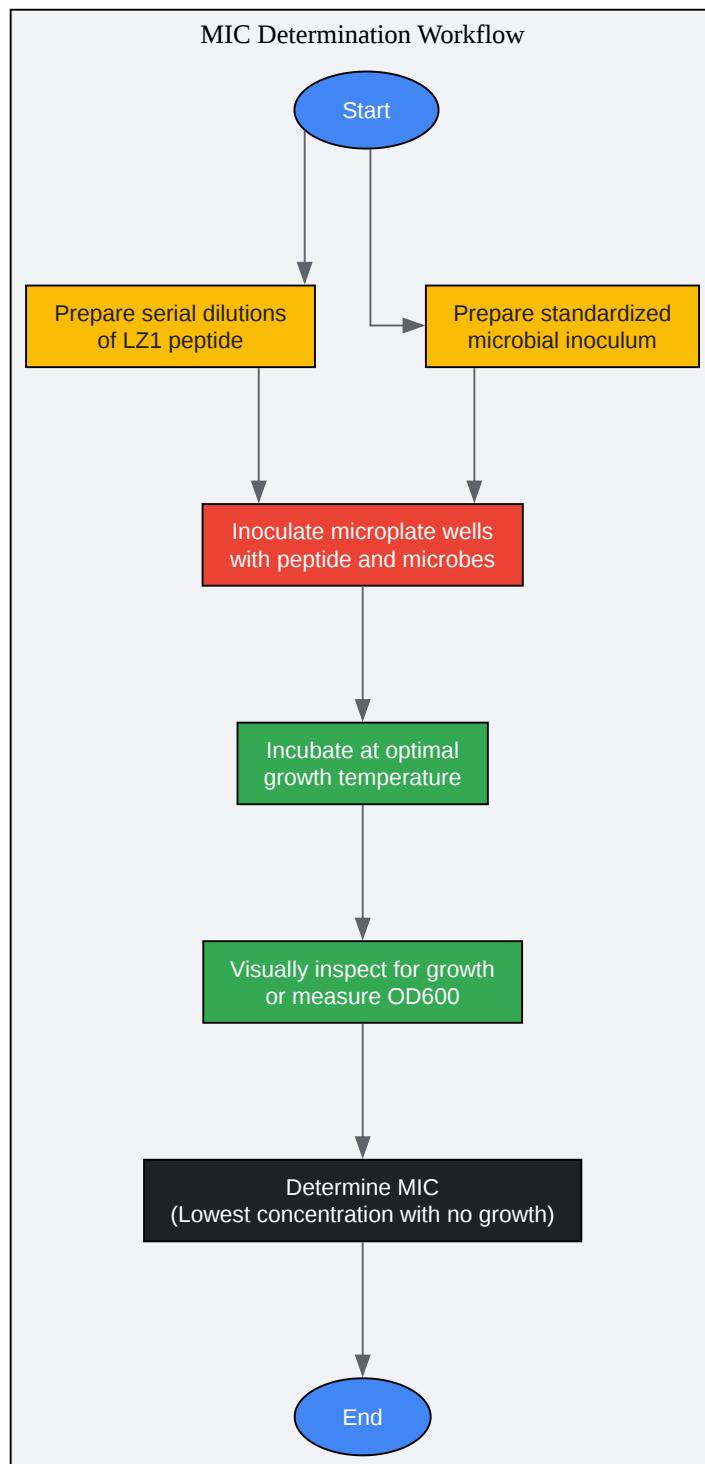 MIC Determination Workflow
Start
Prepare serial dilutions
of LZ1 peptide
Prepare standardized
microbial inoculum
Inoculate microplate wells
with peptide and microbes
Incubate at optimal
growth temperature
Visually inspect for growth
or measure OD600
Determine MIC
(Lowest concentration with no growth)
End